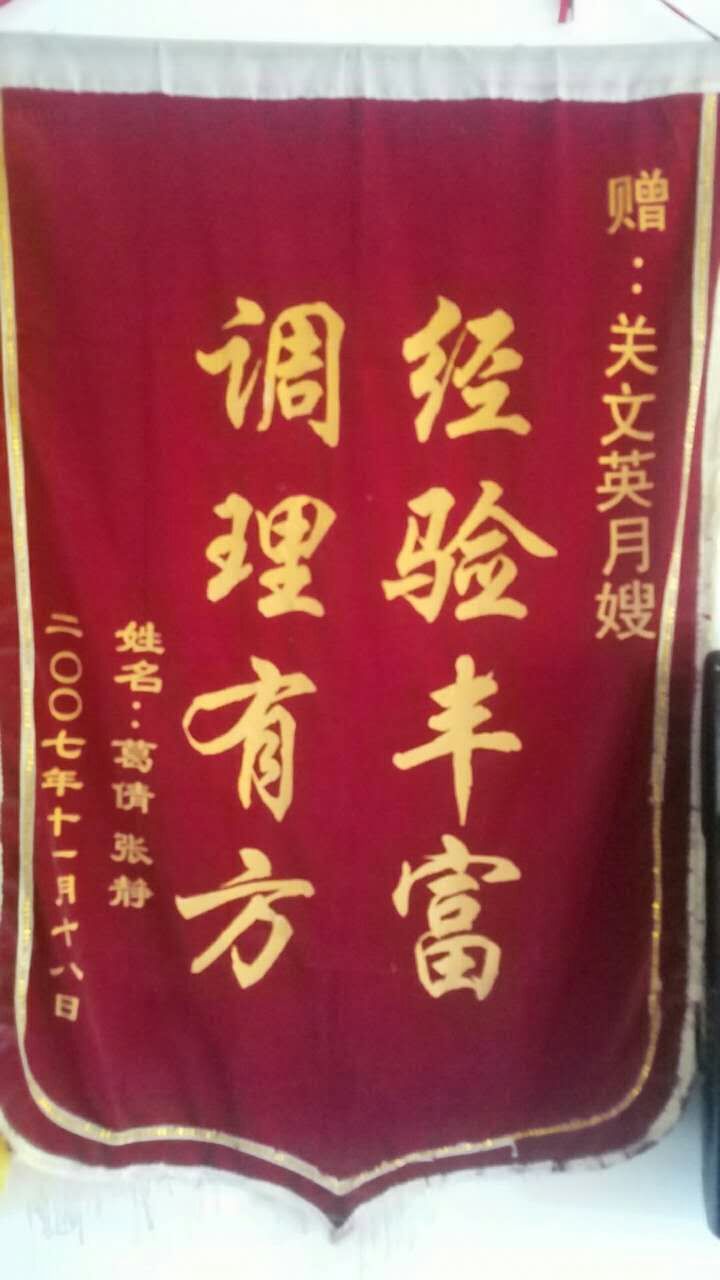 赠：关文英月嫂
经验丰富
调理有方
姓名：葛倩张静
二〇〇七年十一月十八日